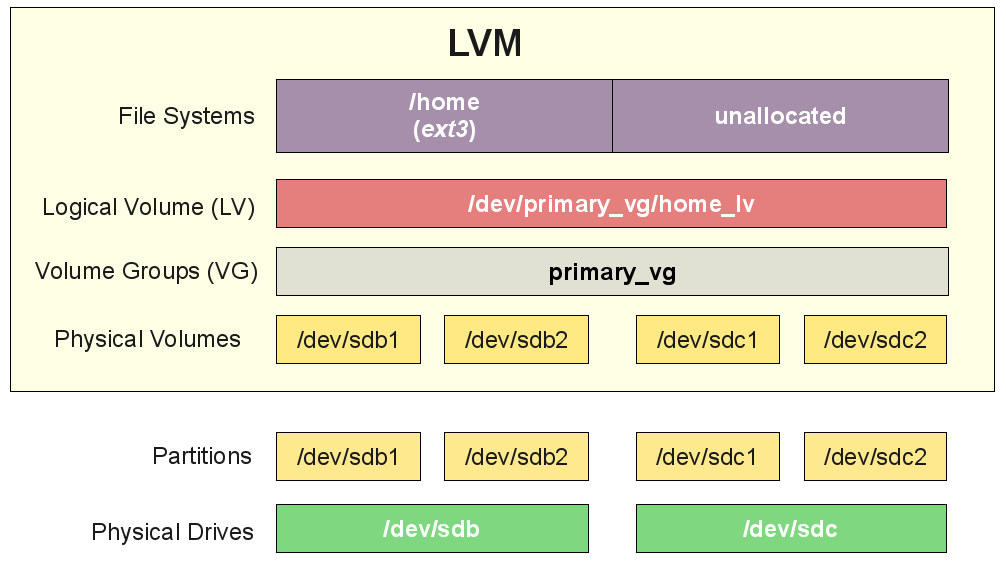 LVM
File Systems
/home
(ext3)
unallocated
Logical Volume (LV)
/dev/primary_vg/home_lv
Volume Groups (VG)
primary_vg
Physical Volumes
/dev/sdb1
/dev/sdb2
/dev/sdc1
/dev/sdc2
Partitions
/dev/sdb1
/dev/sdb2
/dev/sdc1
/dev/sdc2
Physical Drives
/dev/sdb
/dev/sdc